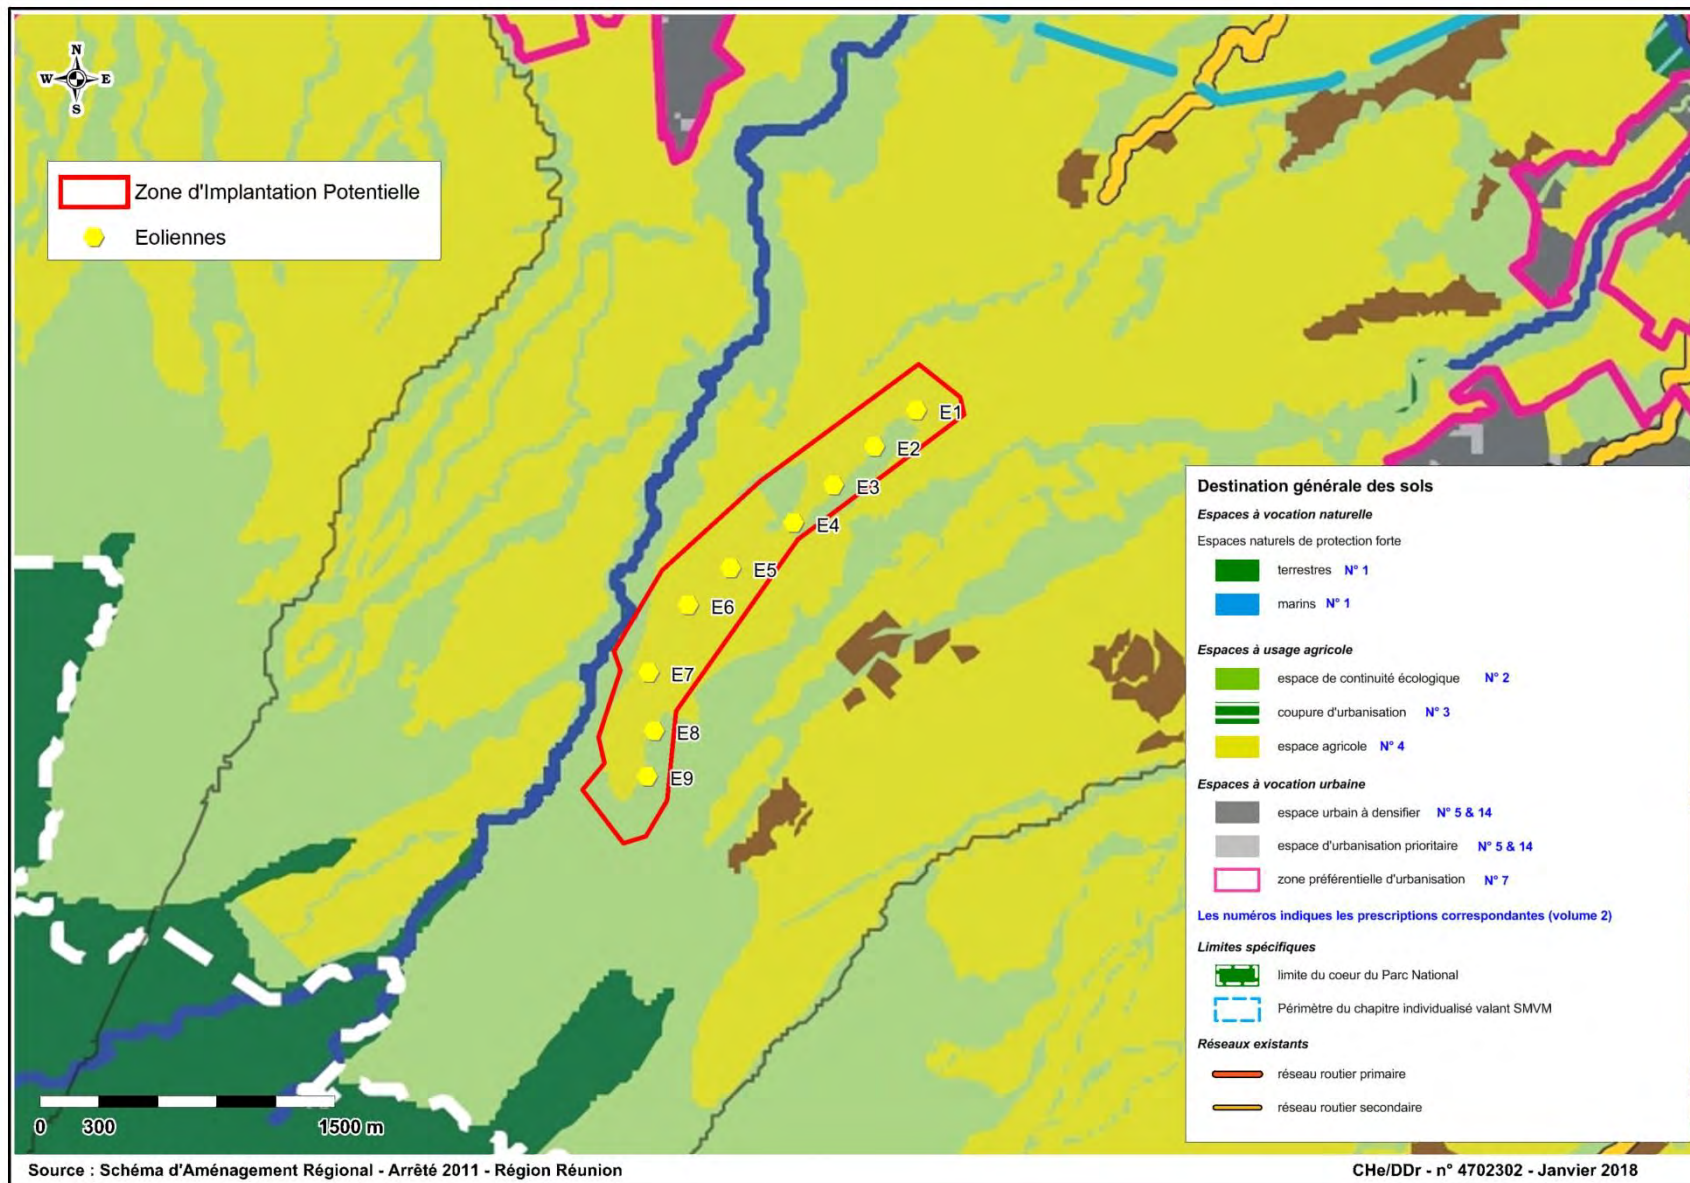 N
W E
S
Zone d'Implantation Potentielle
Eoliennes
E1
E2
E3
E4
E5
E6
E7
E8
E9
Destination générale des sols
Espaces à vocation naturelle
Espaces naturels de protection forte
terrestres N° 1
marins N° 1
Espaces à usage agricole
espace de continuité écologique N° 2
coupure d'urbanisation N° 3
espace agricole N° 4
Espaces à vocation urbaine
espace urbain à densifier N° 5 & 14
espace d'urbanisation prioritaire N° 5 & 14
zone préférentielle d'urbanisation N° 7
Les numéros indiques les prescriptions correspondantes (volume 2)
Limites spécifiques
limite du coeur du Parc National
Périmètre du chapitre individualisé valant SMVM
Réseaux existants
réseau routier primaire
réseau routier secondaire
0 300 1500 m
Source : Schéma d'Aménagement Régional - Arrêté 2011 - Région Réunion
CHe/DDr - n° 4702302 - Janvier 2018